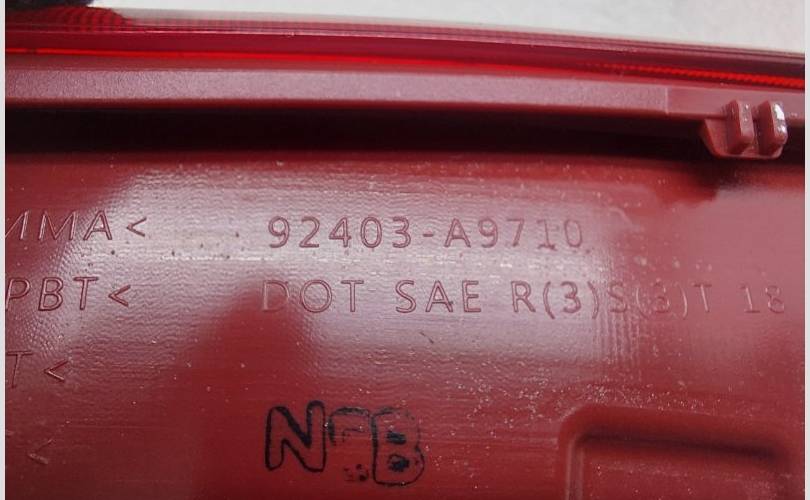 MMA< 92403-A9710
PBT< DOT SAE R(3)S(3)T 18
T<
<